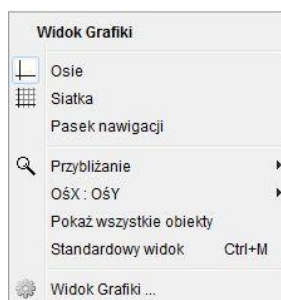 Widok Grafiki
Osie
Siatka
Pasek nawigacji
Przybliżanie
OśX : OśY
Pokaż wszystkie obiekty
Standardowy widok Ctrl+M
Widok Grafiki ...